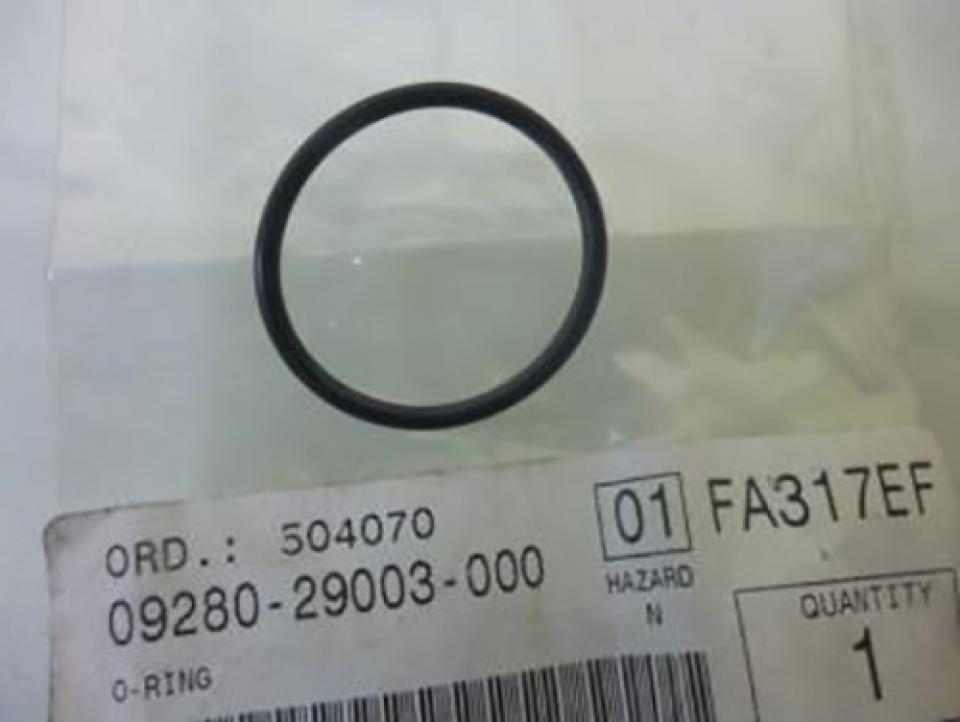 ORD.: 504070
01 FA317EF
09280-29003-000
HAZARD
N
QUANTITY
1
O-RING